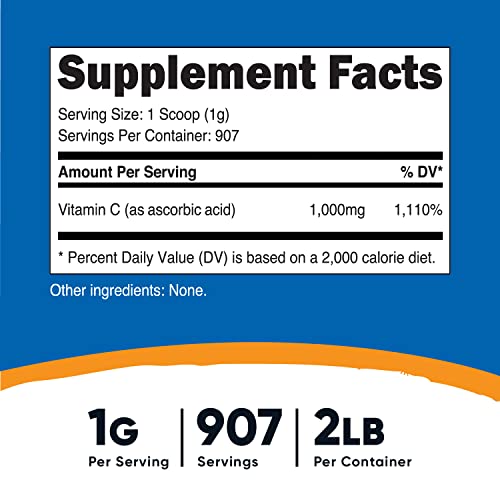 Supplement Facts
Serving Size: 1 Scoop (1g)
Servings Per Container: 907
Amount Per Serving % DV*
Vitamin C (as ascorbic acid) 1,000mg 1,110%
* Percent Daily Value (DV) is based on a 2,000 calorie diet.
Other ingredients: None.
1G 907 2LB
Per Serving Servings Per Container